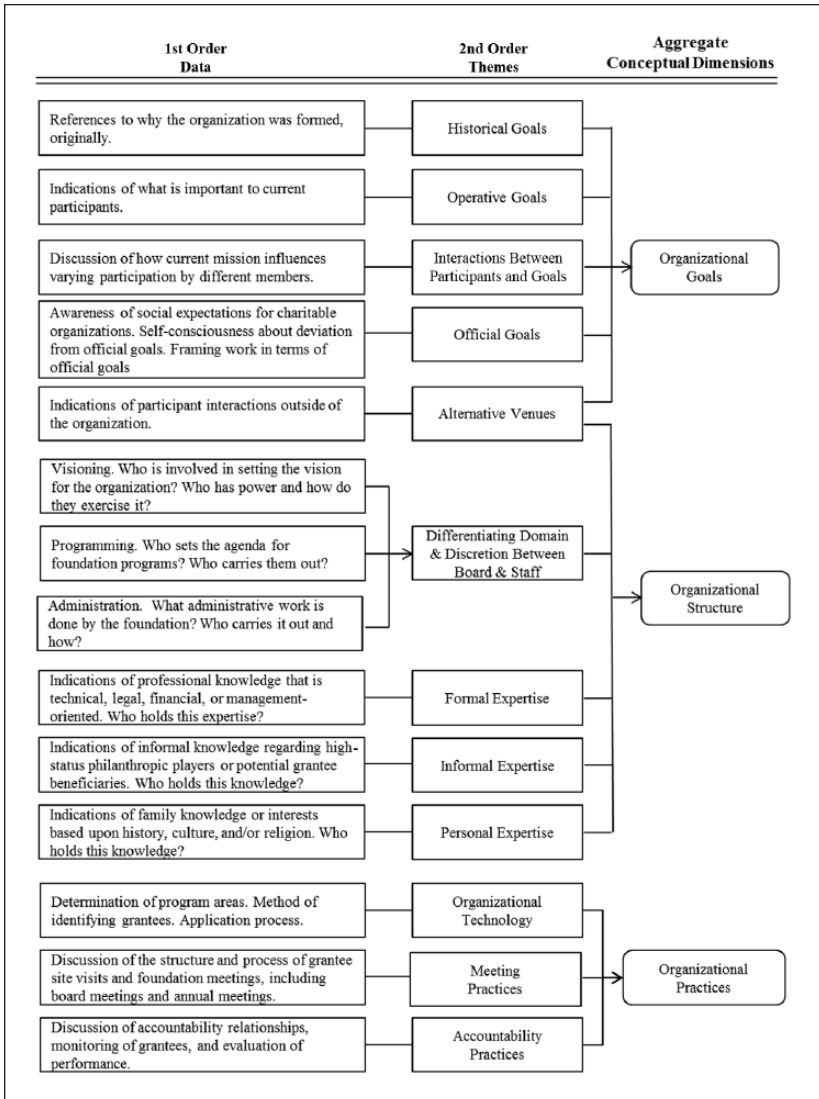 1st Order
Data
2nd Order
Themes
Aggregate
Conceptual Dimensions
References to why the organization was formed,
originally.
Historical Goals
Indications of what is important to current
participants.
Operative Goals
Discussion of how current mission influences
varying participation by different members.
Interactions Between
Participants and Goals
Organizational
Goals
Awareness of social expectations for charitable
organizations. Self-consciousness about deviation
from official goals. Framing work in terms of
official goals
Official Goals
Indications of participant interactions outside of
the organization.
Alternative Venues
Visioning. Who is involved in setting the vision
for the organization? Who has power and how do
they exercise it?
Programming. Who sets the agenda for
foundation programs? Who carries them out?
Differentiating Domain
& Discretion Between
Board & Staff
Organizational
Structure
Administration. What administrative work is
done by the foundation? Who carries it out and
how?
Indications of professional knowledge that is
technical, legal, financial, or management-
oriented. Who holds this expertise?
Formal Expertise
Indications of informal knowledge regarding high-
status philanthropic players or potential grantee
beneficiaries. Who holds this knowledge?
Informal Expertise
Indications of family knowledge or interests
based upon history, culture, and/or religion. Who
holds this knowledge?
Personal Expertise
Determination of program areas. Method of
identifying grantees. Application process.
Organizational
Technology
Discussion of the structure and process of grantee
site visits and foundation meetings, including
board meetings and annual meetings.
Meeting
Practices
Organizational
Practices
Discussion of accountability relationships,
monitoring of grantees, and evaluation of
performance.
Accountability
Practices